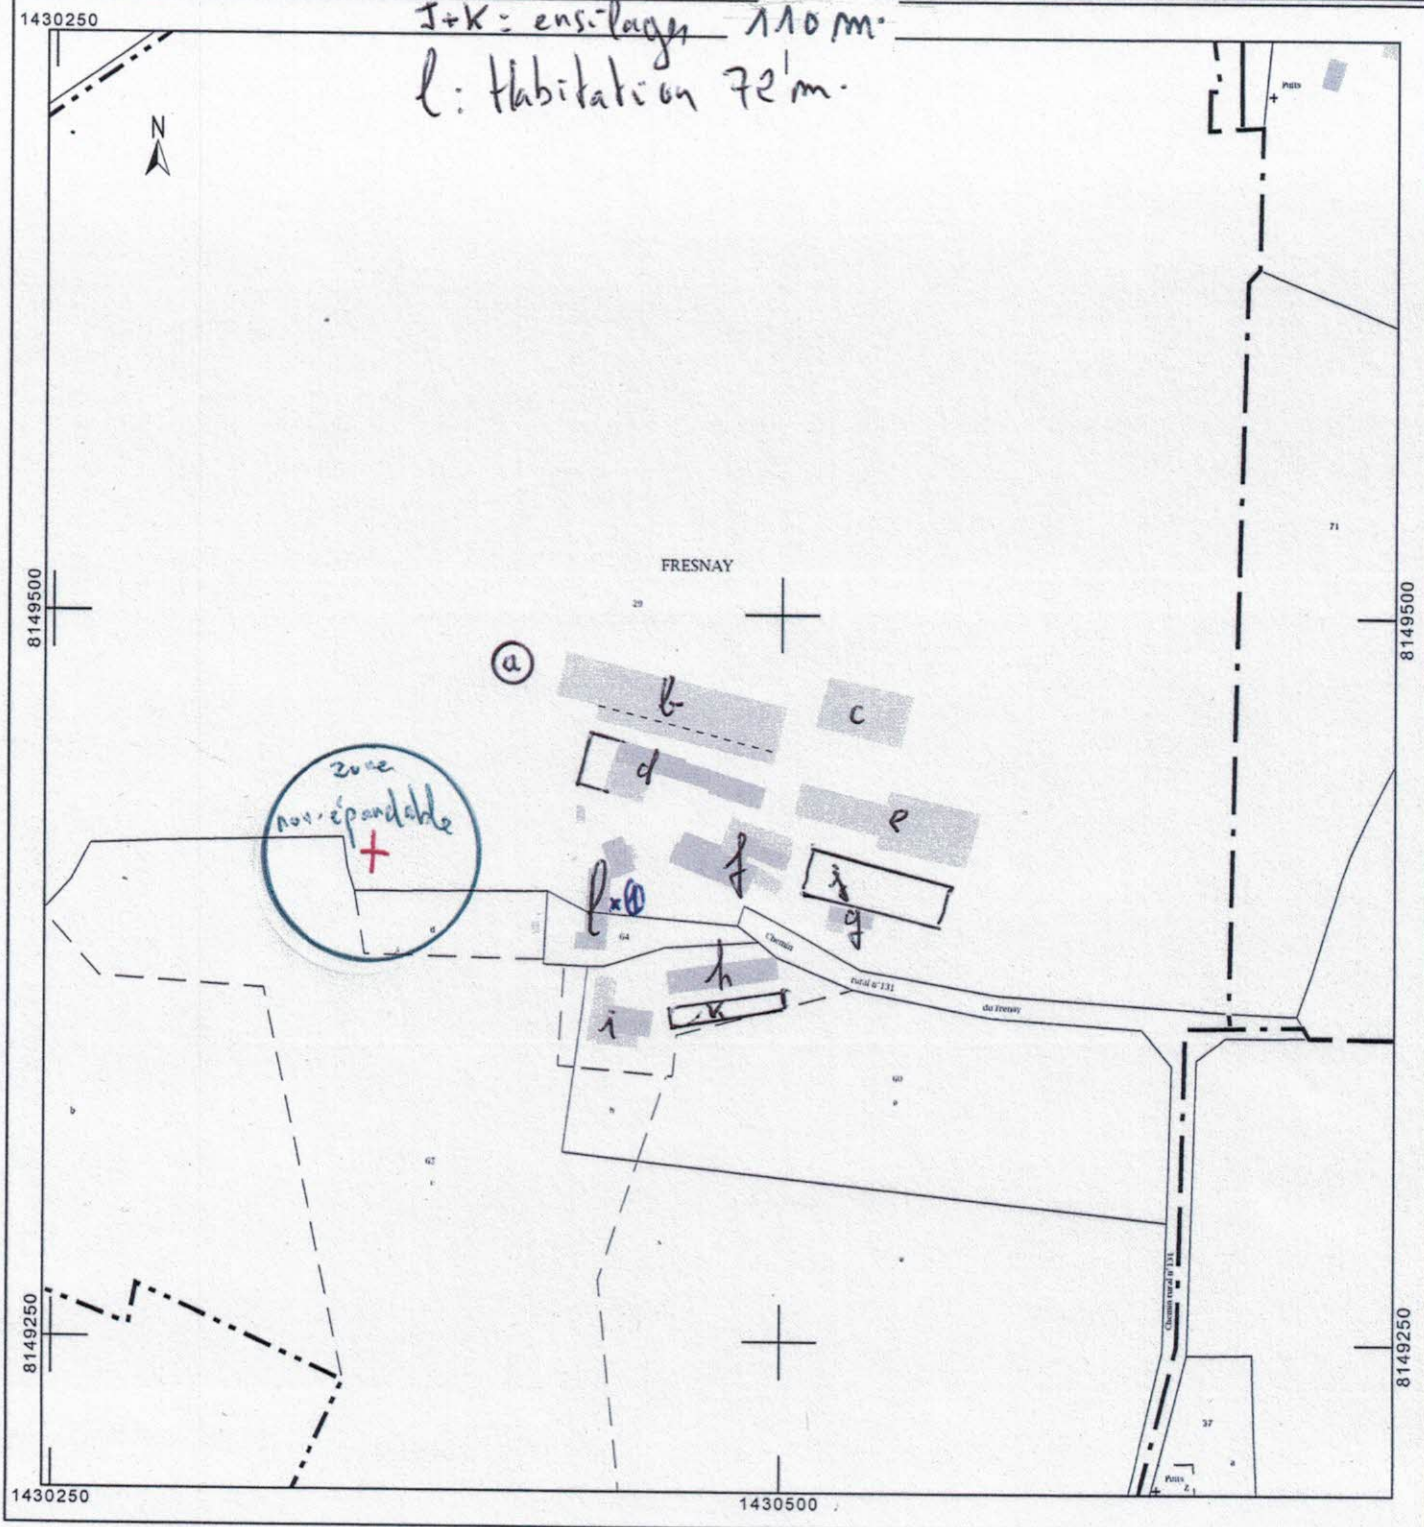 1430250
J+K : ensilages 110 m.
l : Habitation 72 m.
N
Puits
71
FRESNAY
29
8149500
8149500
a
b
c
d
zone
non-épandable
e
f
j
l
g
a
64
Chemin
rural n°131
du Fresnay
h
k
i
60
b
67
Chemin rural n°131
8149250
8149250
37
a
Puits
1430250
1430500